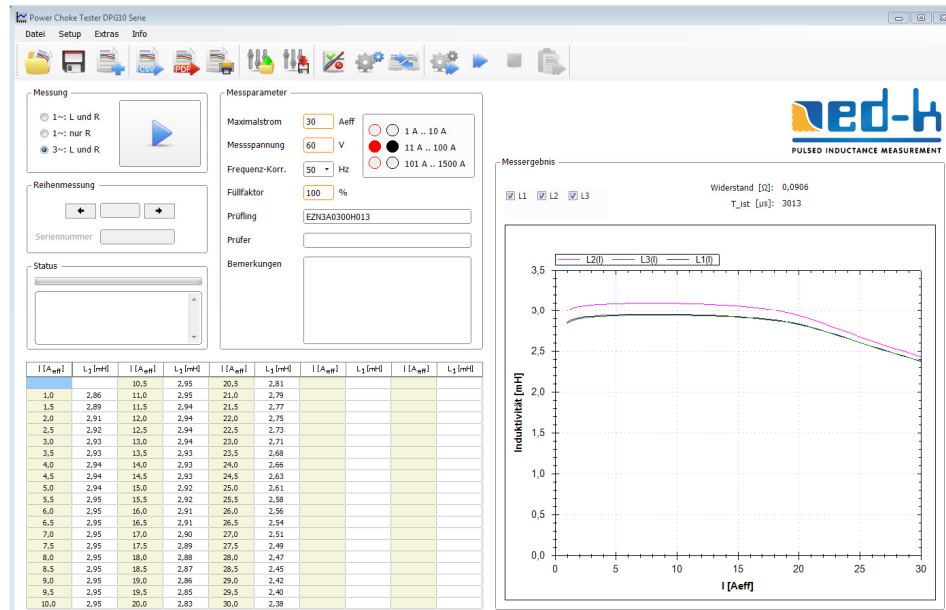 Power Choke Tester DPG10 Serie
Datei Setup Extras Info
CSV PDF
Messung
1~: L und R
1~: nur R
3~: L und R
Reihenmessung
Seriennummer
Status
Messparameter
Maximalstrom 30 Aeff
Messspannung 60 V
Frequenz-Korr. 50 Hz
Füllfaktor 100 %
1 A .. 10 A
11 A .. 100 A
101 A .. 1500 A
Prüfling EZN3A0300H013
Prüfer
Bemerkungen
ed-k
PULSED INDUCTANCE MEASUREMENT
Messergebnis
L1 L2 L3
Widerstand [Ω]: 0,0906
T_ist [µs]: 3013
L2(I) L3(I) L1(I)
3,5
3,0
2,5
2,0
1,5
1,0
0,5
0,0
Induktivität [mH]
0 5 10 15 20 25 30
I [Aeff]
I [Aeff] L1 [mH] I [Aeff] L1 [mH] I [Aeff] L1 [mH] I [Aeff] L1 [mH] I [Aeff] L1 [mH]
10,5 2,95 20,5 2,81
1,0 2,86 11,0 2,95 21,0 2,79
1,5 2,89 11,5 2,94 21,5 2,77
2,0 2,91 12,0 2,94 22,0 2,75
2,5 2,92 12,5 2,94 22,5 2,73
3,0 2,93 13,0 2,94 23,0 2,71
3,5 2,93 13,5 2,93 23,5 2,68
4,0 2,94 14,0 2,93 24,0 2,66
4,5 2,94 14,5 2,93 24,5 2,63
5,0 2,94 15,0 2,92 25,0 2,61
5,5 2,95 15,5 2,92 25,5 2,58
6,0 2,95 16,0 2,91 26,0 2,56
6,5 2,95 16,5 2,91 26,5 2,54
7,0 2,95 17,0 2,90 27,0 2,51
7,5 2,95 17,5 2,89 27,5 2,49
8,0 2,95 18,0 2,88 28,0 2,47
8,5 2,95 18,5 2,87 28,5 2,45
9,0 2,95 19,0 2,86 29,0 2,42
9,5 2,95 19,5 2,85 29,5 2,40
10,0 2,95 20,0 2,83 30,0 2,38